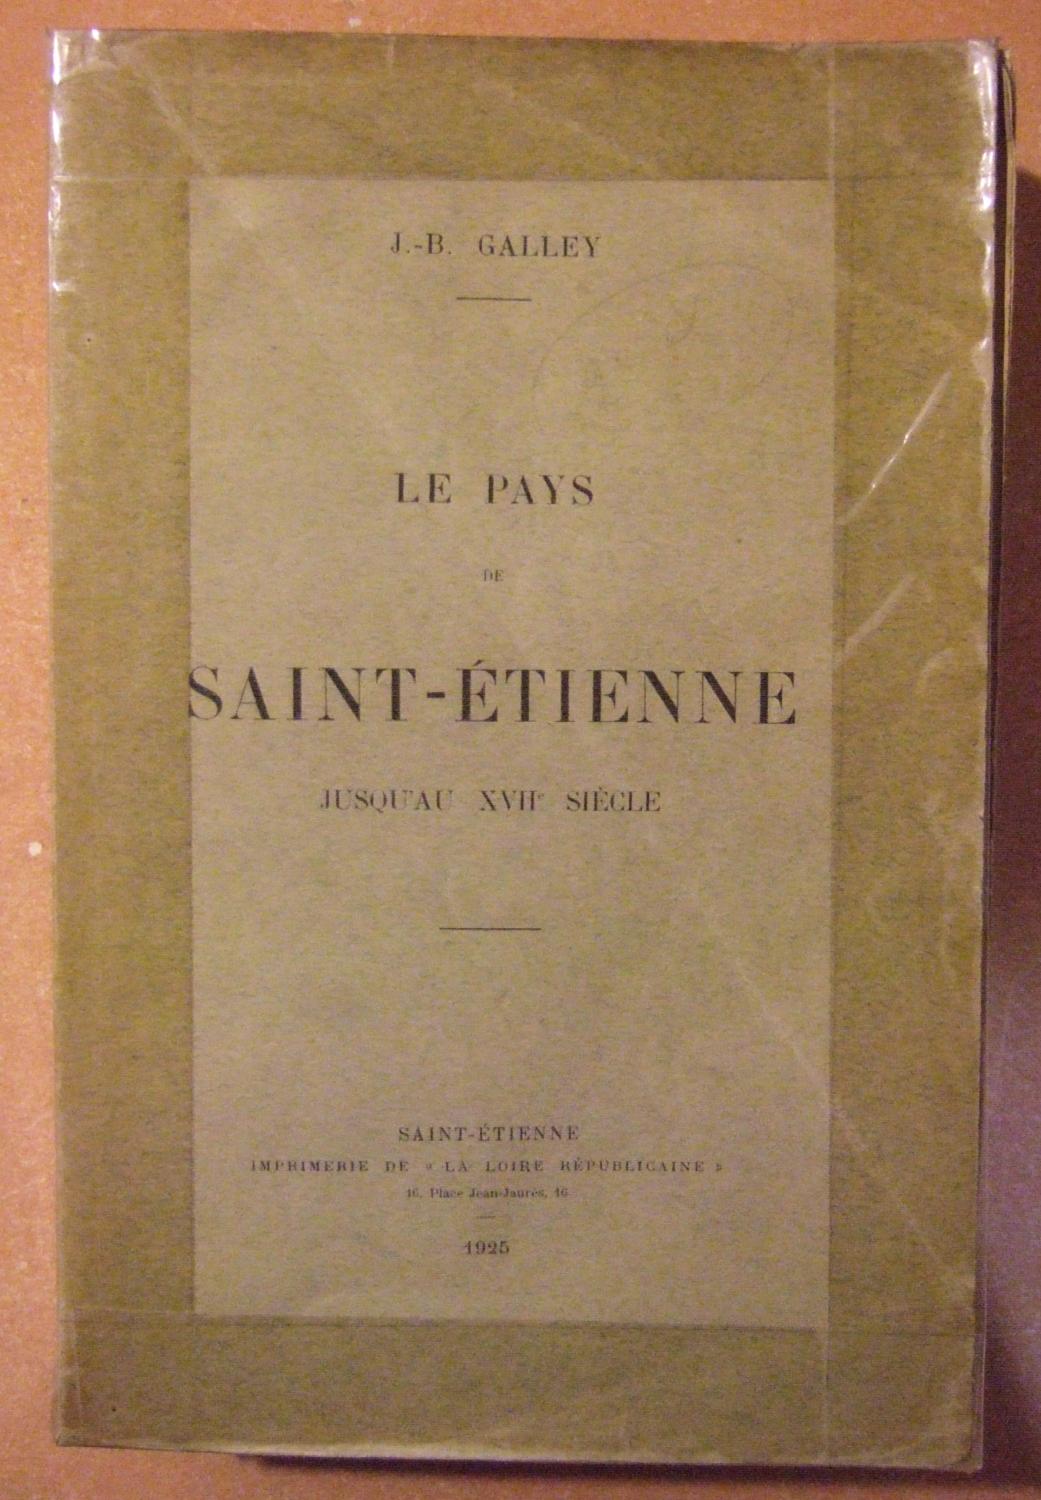 J.-B. GALLEY
LE PAYS
DE
SAINT-ÉTIENNE
JUSQU'AU XVIIe SIÈCLE
SAINT-ÉTIENNE
IMPRIMERIE DE « LA LOIRE RÉPUBLICAINE »
16, Place Jean-Jaurès, 16
1925